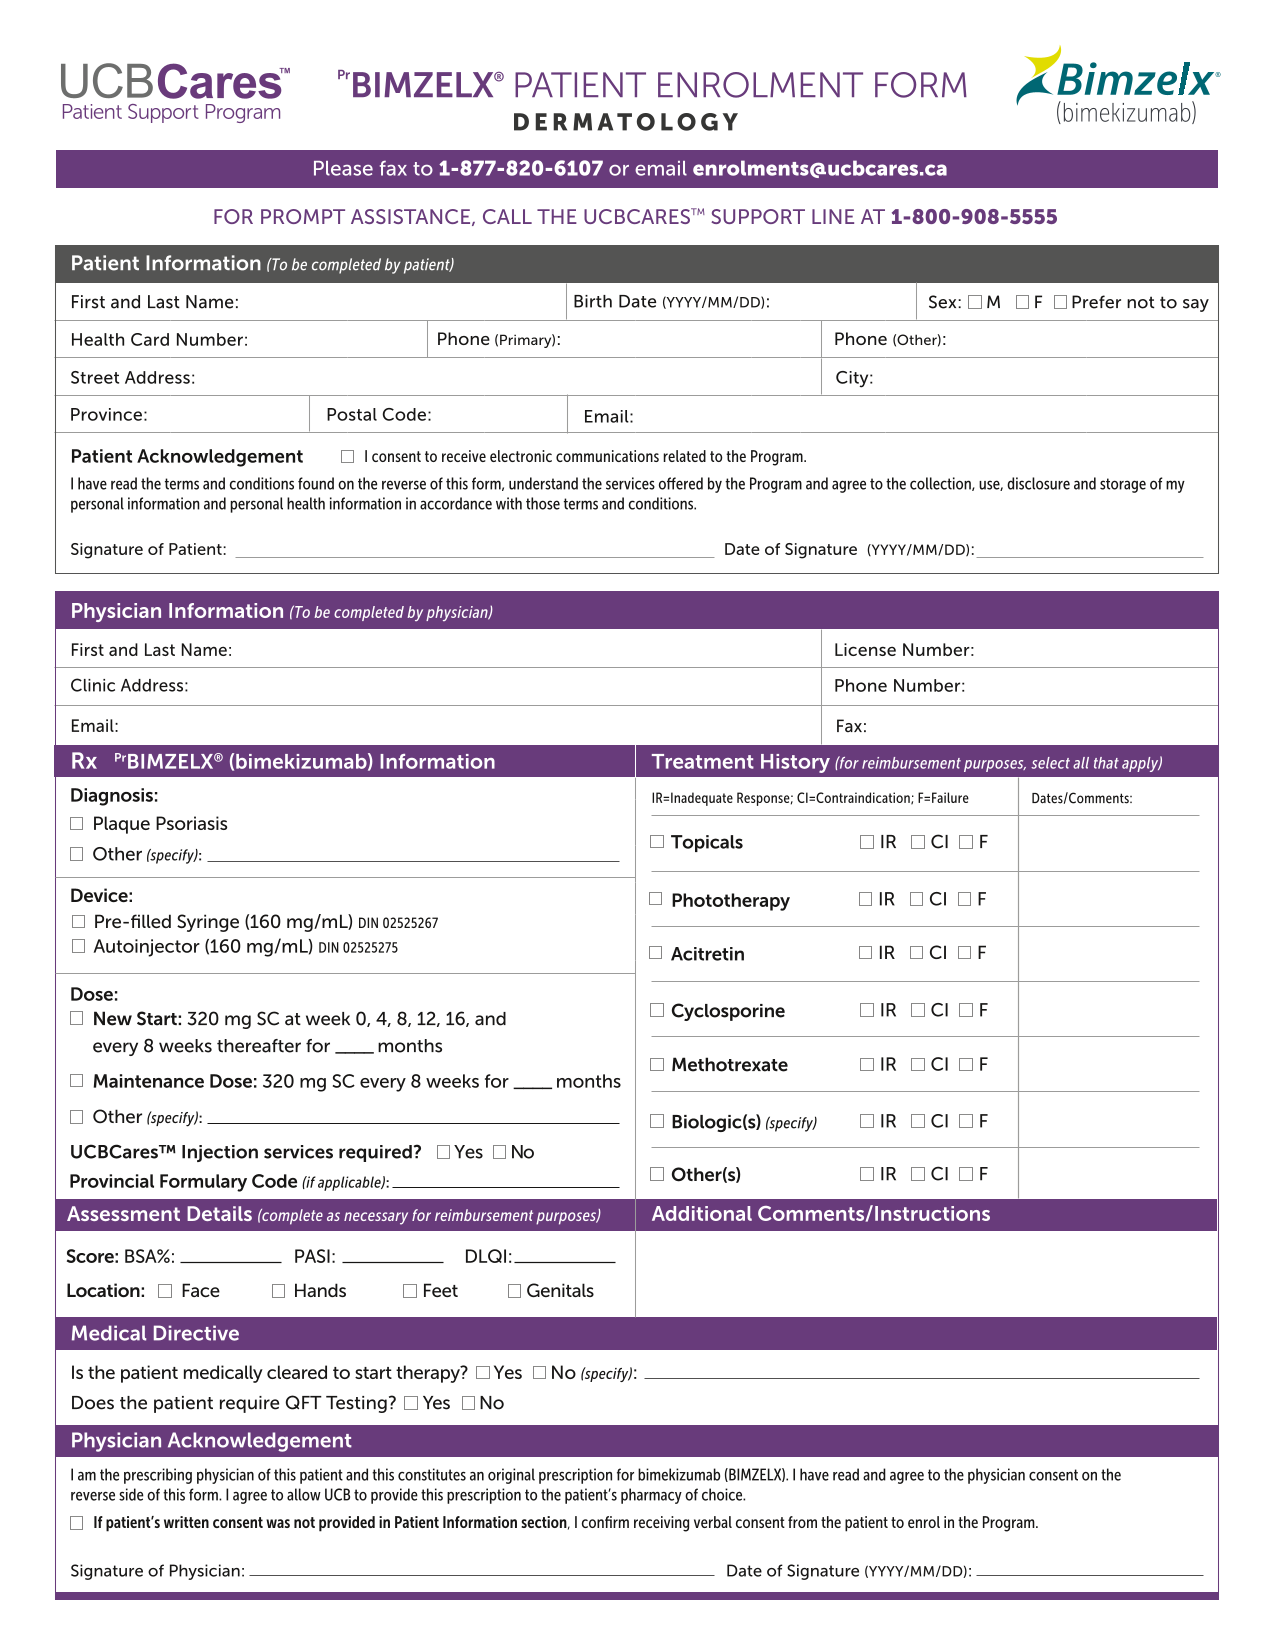 UCBCares™
Patient Support Program
PrBIMZELX® PATIENT ENROLMENT FORM
DERMATOLOGY
Bimzelx®
(bimekizumab)
Please fax to 1-877-820-6107 or email enrolments@ucbcares.ca
FOR PROMPT ASSISTANCE, CALL THE UCBCARES™ SUPPORT LINE AT 1-800-908-5555
Patient Information (To be completed by patient)
First and Last Name: Birth Date (YYYY/MM/DD): Sex: ☐ M ☐ F ☐ Prefer not to say
Health Card Number: Phone (Primary): Phone (Other):
Street Address: City:
Province: Postal Code: Email:
Patient Acknowledgement ☐ I consent to receive electronic communications related to the Program.
I have read the terms and conditions found on the reverse of this form, understand the services offered by the Program and agree to the collection, use, disclosure and storage of my
personal information and personal health information in accordance with those terms and conditions.
Signature of Patient: Date of Signature (YYYY/MM/DD):
Physician Information (To be completed by physician)
First and Last Name: License Number:
Clinic Address: Phone Number:
Email: Fax:
Rx PrBIMZELX® (bimekizumab) Information
Diagnosis:
☐ Plaque Psoriasis
☐ Other (specify):
Device:
☐ Pre-filled Syringe (160 mg/mL) DIN 02525267
☐ Autoinjector (160 mg/mL) DIN 02525275
Dose:
☐ New Start: 320 mg SC at week 0, 4, 8, 12, 16, and
every 8 weeks thereafter for ____ months
☐ Maintenance Dose: 320 mg SC every 8 weeks for ____ months
☐ Other (specify):
UCBCares™ Injection services required? ☐ Yes ☐ No
Provincial Formulary Code (if applicable):
Treatment History (for reimbursement purposes, select all that apply)
IR=Inadequate Response; CI=Contraindication; F=Failure Dates/Comments:
☐ Topicals ☐ IR ☐ CI ☐ F
☐ Phototherapy ☐ IR ☐ CI ☐ F
☐ Acitretin ☐ IR ☐ CI ☐ F
☐ Cyclosporine ☐ IR ☐ CI ☐ F
☐ Methotrexate ☐ IR ☐ CI ☐ F
☐ Biologic(s) (specify) ☐ IR ☐ CI ☐ F
☐ Other(s) ☐ IR ☐ CI ☐ F
Assessment Details (complete as necessary for reimbursement purposes)
Score: BSA%: PASI: DLQI:
Location: ☐ Face ☐ Hands ☐ Feet ☐ Genitals
Additional Comments/Instructions
Medical Directive
Is the patient medically cleared to start therapy? ☐ Yes ☐ No (specify):
Does the patient require QFT Testing? ☐ Yes ☐ No
Physician Acknowledgement
I am the prescribing physician of this patient and this constitutes an original prescription for bimekizumab (BIMZELX). I have read and agree to the physician consent on the
reverse side of this form. I agree to allow UCB to provide this prescription to the patient's pharmacy of choice.
☐ If patient's written consent was not provided in Patient Information section, I confirm receiving verbal consent from the patient to enrol in the Program.
Signature of Physician: Date of Signature (YYYY/MM/DD):